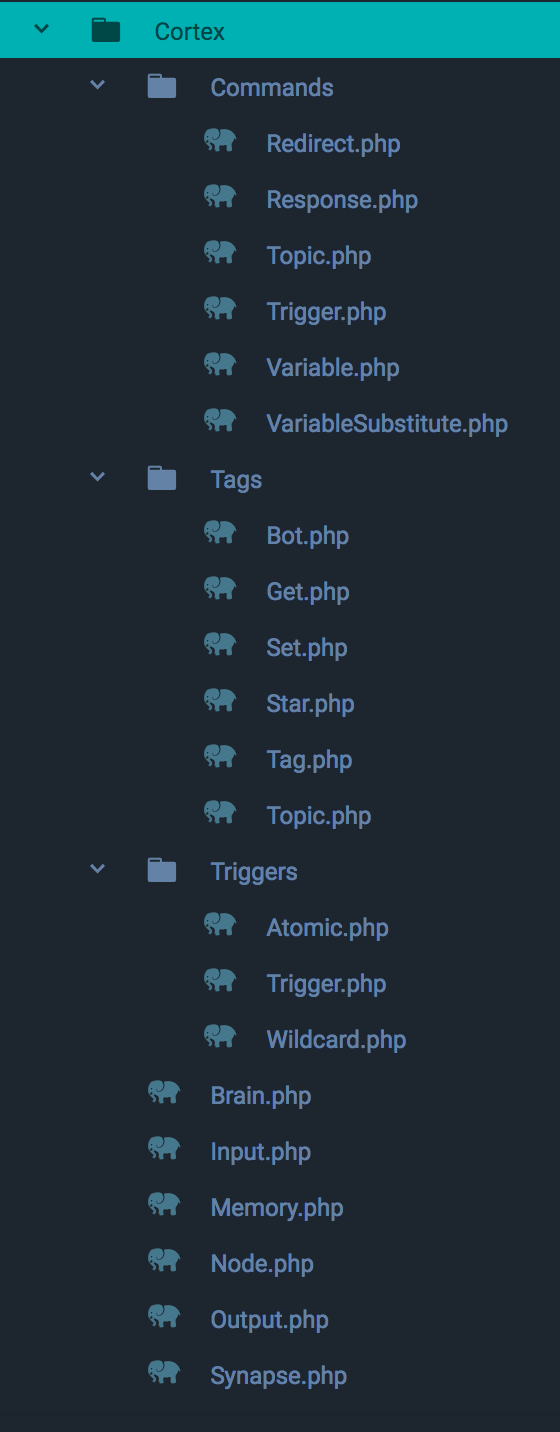 Cortex
Commands
Redirect.php
Response.php
Topic.php
Trigger.php
Variable.php
VariableSubstitute.php
Tags
Bot.php
Get.php
Set.php
Star.php
Tag.php
Topic.php
Triggers
Atomic.php
Trigger.php
Wildcard.php
Brain.php
Input.php
Memory.php
Node.php
Output.php
Synapse.php